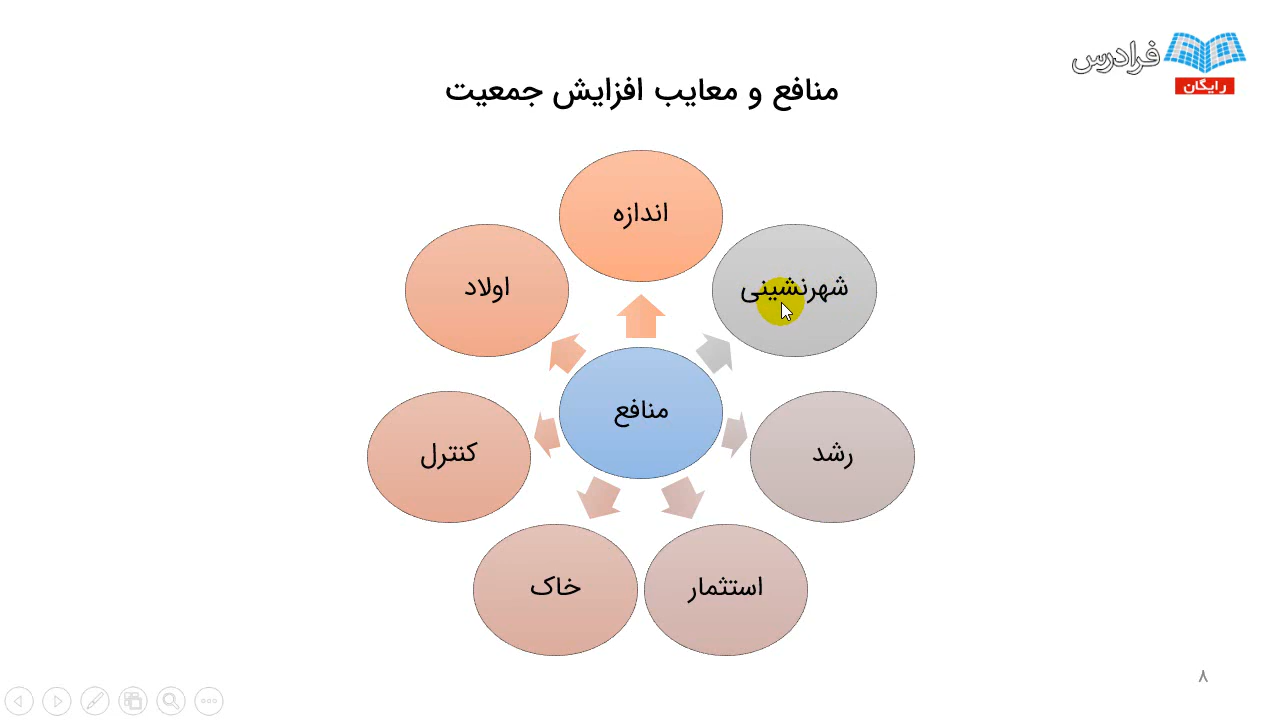 فرادرس
رایگان
منافع و معایب افزایش جمعیت
اندازه
شهرنشینی
رشد
استثمار
خاک
کنترل
اولاد
منافع
۸